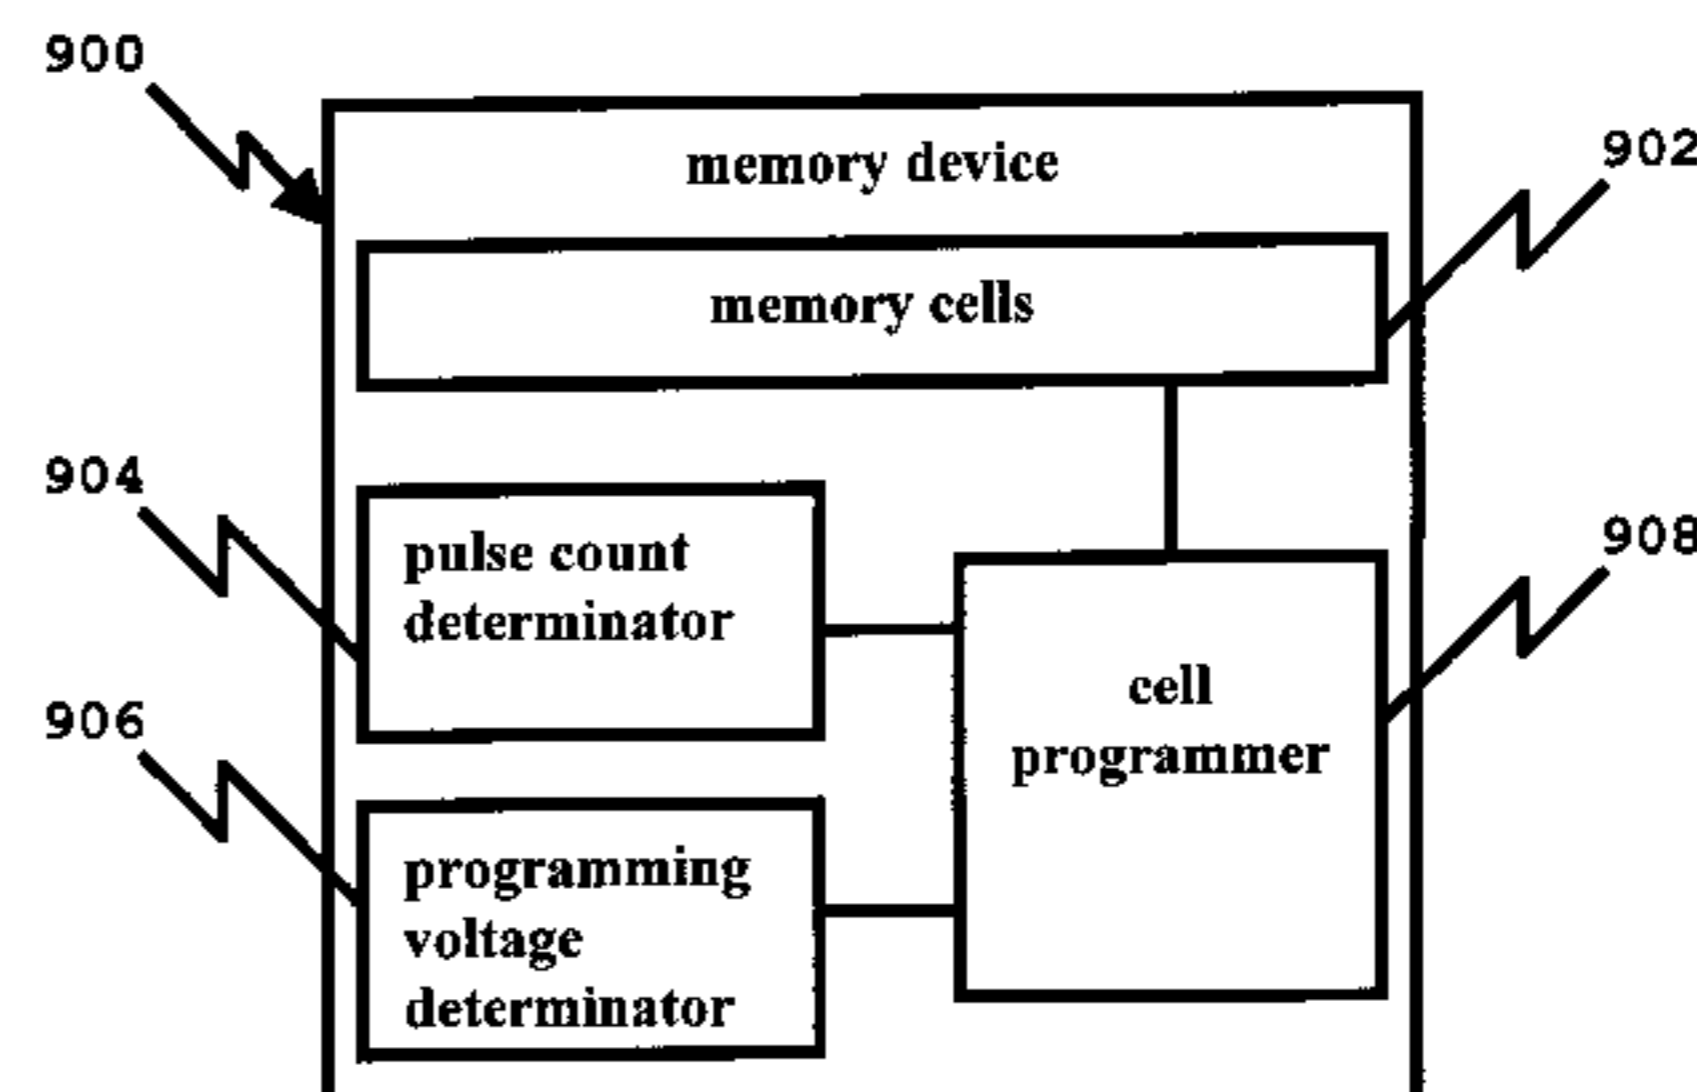 900
memory device
902
memory cells
904
pulse count
determinator
908
cell
programmer
906
programming
voltage
determinator